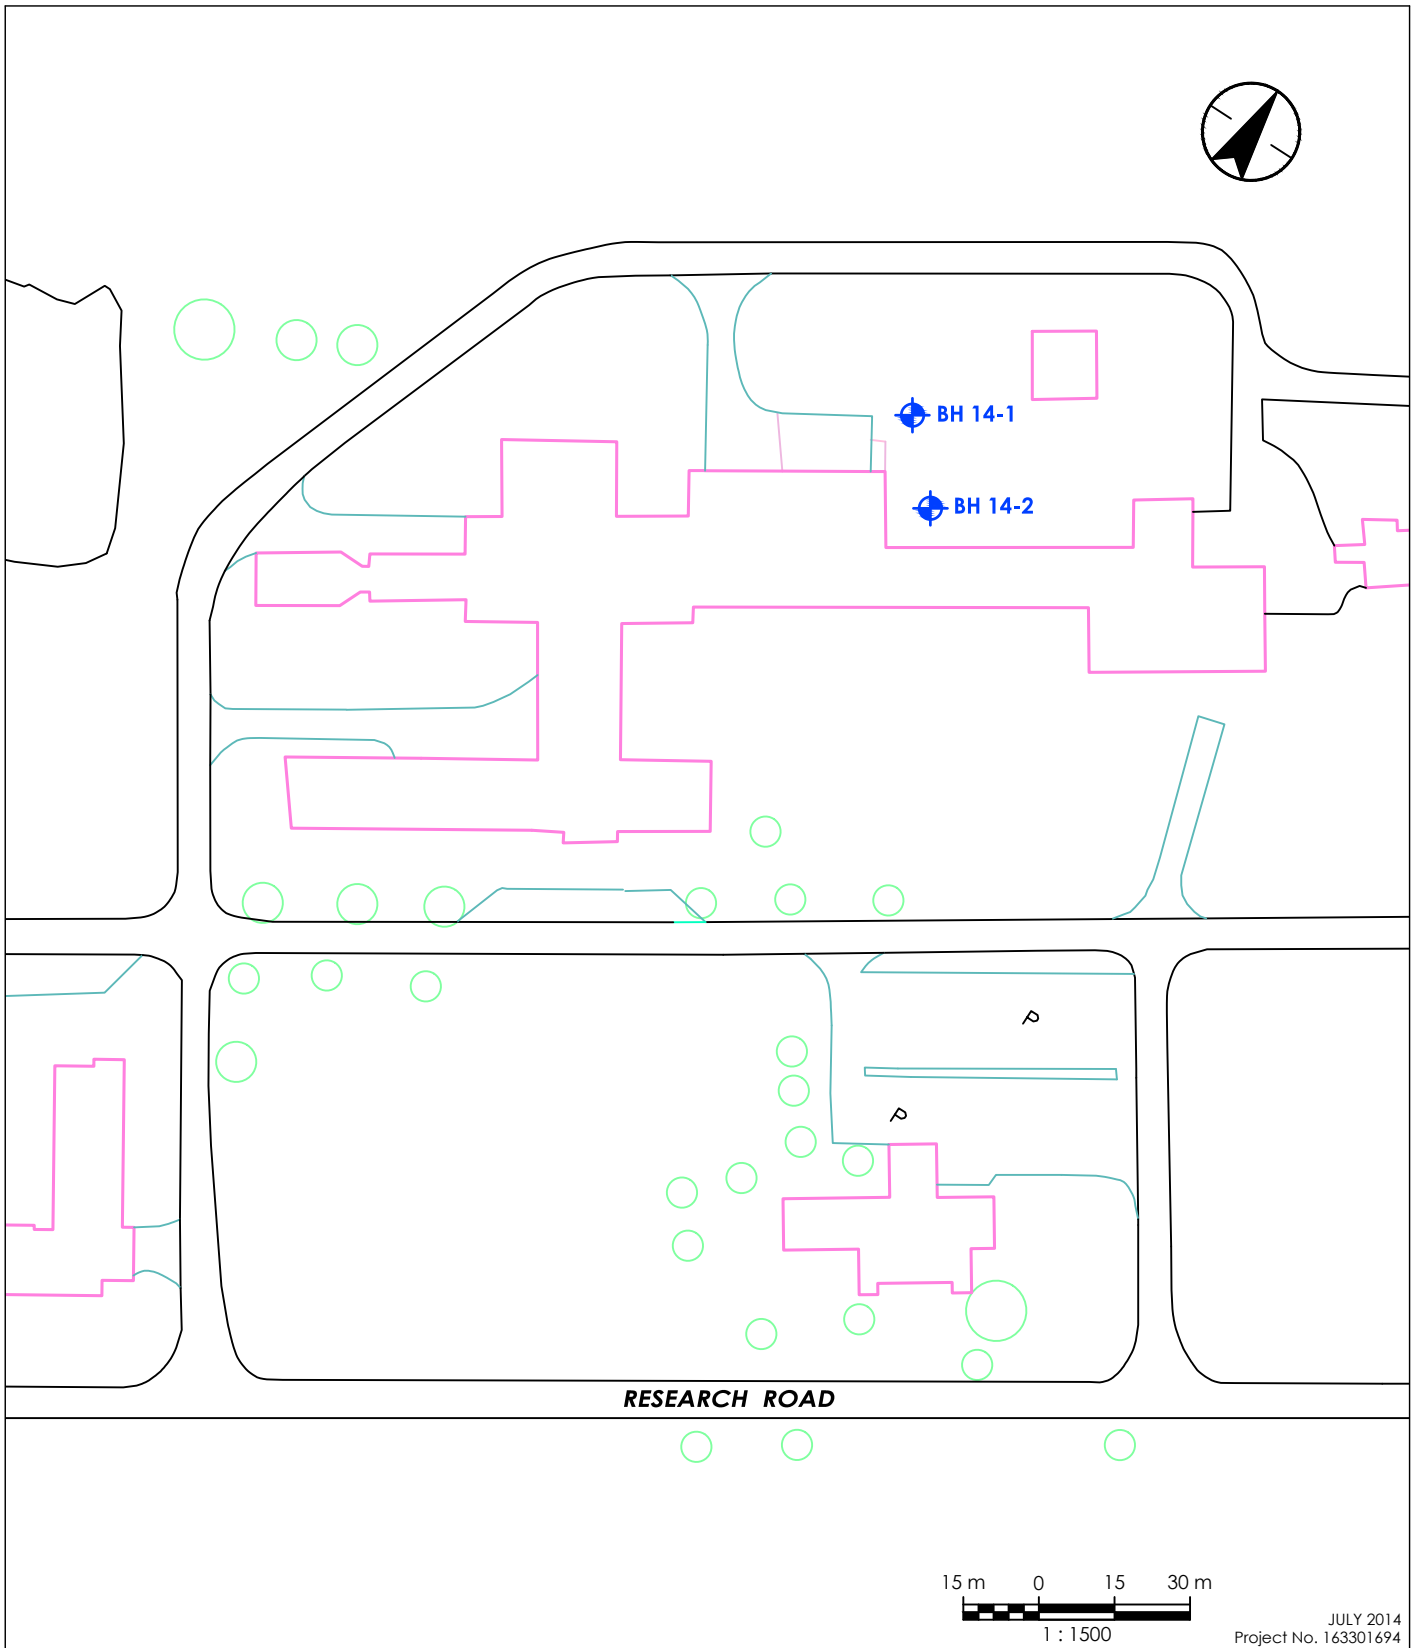 BH 14-1
BH 14-2
P
P
RESEARCH ROAD
15 m 0 15 30 m
1 : 1500
JULY 2014
Project No. 163301694